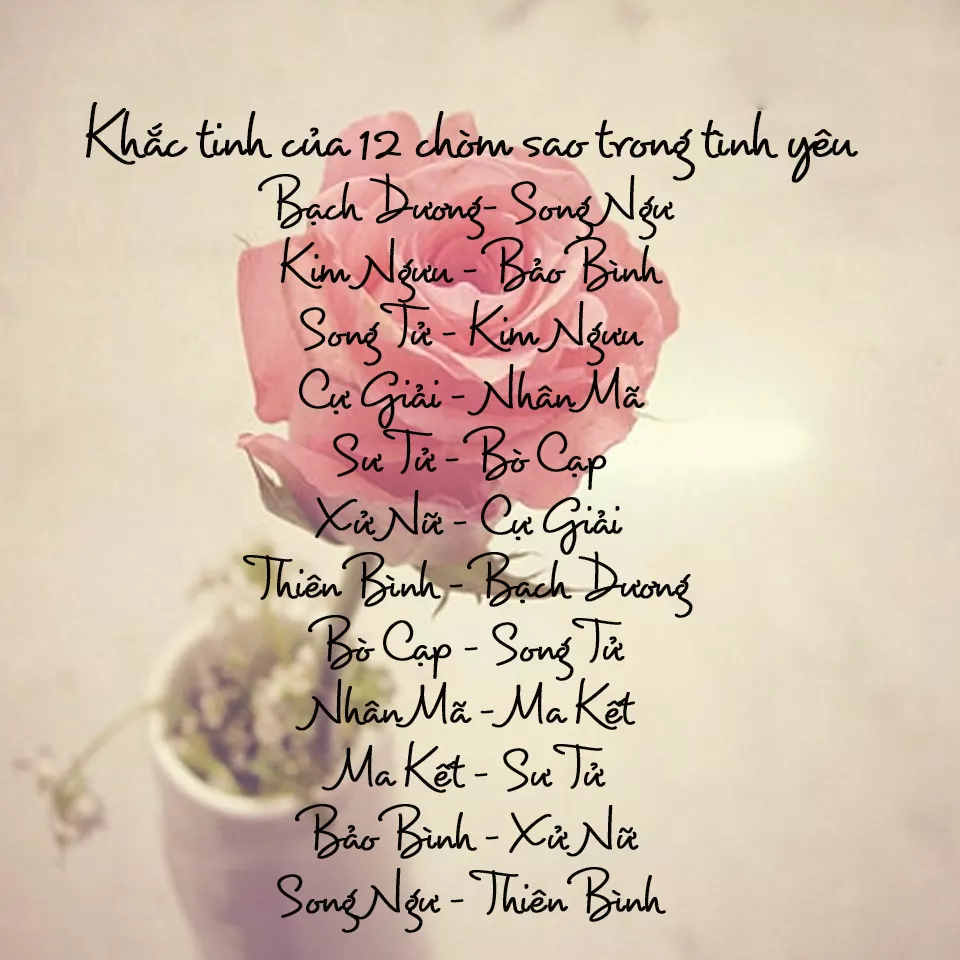 Khắc tinh của 12 chòm sao trong tình yêu
Bạch Dương- Song Ngư
Kim Ngưu - Bảo Bình
Song Tử - Kim Ngưu
Cự Giải - Nhân Mã
Sư Tử - Bò Cạp
Xử Nữ - Cự Giải
Thiên Bình - Bạch Dương
Bò Cạp - Song Tử
Nhân Mã - Ma Kết
Ma Kết - Sư Tử
Bảo Bình - Xử Nữ
Song Ngư - Thiên Bình